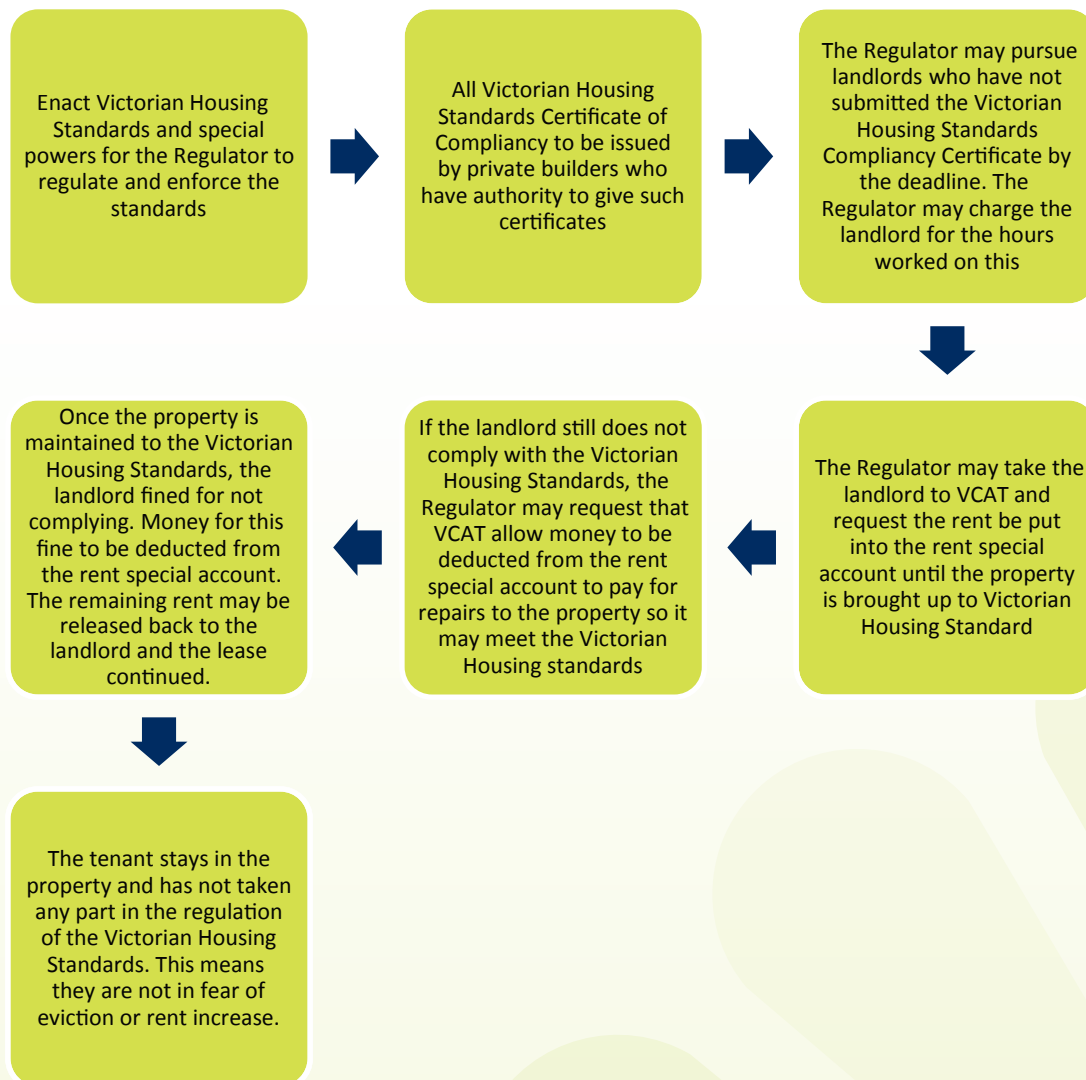 Enact Victorian Housing
Standards and special
powers for the Regulator to
regulate and enforce the
standards
All Victorian Housing
Standards Certificate of
Compliancy to be issued
by private builders who
have authority to give such
certificates
The Regulator may pursue
landlords who have not
submitted the Victorian
Housing Standards
Compliancy Certificate by
the deadline. The
Regulator may charge the
landlord for the hours
worked on this
The Regulator may take the
landlord to VCAT and
request the rent be put
into the rent special
account until the property
is brought up to Victorian
Housing Standard
If the landlord still does not
comply with the Victorian
Housing Standards, the
Regulator may request that
VCAT allow money to be
deducted from the rent
special account to pay for
repairs to the property so it
may meet the Victorian
Housing standards
Once the property is
maintained to the Victorian
Housing Standards, the
landlord fined for not
complying. Money for this
fine to be deducted from
the rent special account.
The remaining rent may be
released back to the
landlord and the lease
continued.
The tenant stays in the
property and has not taken
any part in the regulation
of the Victorian Housing
Standards. This means
they are not in fear of
eviction or rent increase.